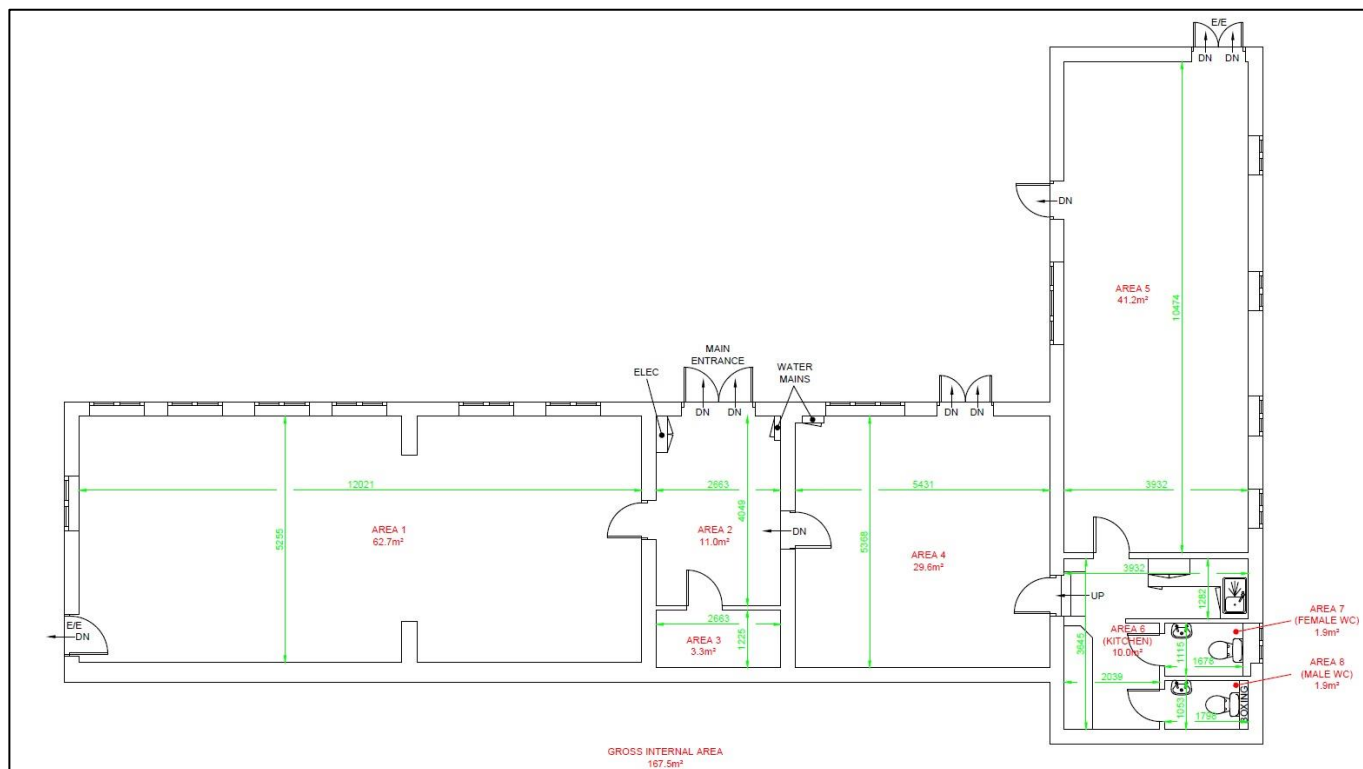 E/E
DN
DN
DN
AREA 5
41.2m²
10474
MAIN
ENTRANCE
ELEC
WATER
MAINS
DN
DN
DN
DN
12021
2663
5431
3932
5255
4049
5368
AREA 1
62.7m²
AREA 2
11.0m²
DN
AREA 4
29.6m²
3932
1282
UP
2663
AREA 3
3.3m²
1225
E/E
DN
3645
AREA 6
(KITCHEN)
10.0m²
1115
1676
AREA 7
(FEMALE WC)
1.9m²
2039
1053
1798
BOXING
AREA 8
(MALE WC)
1.9m²
GROSS INTERNAL AREA
167.5m²